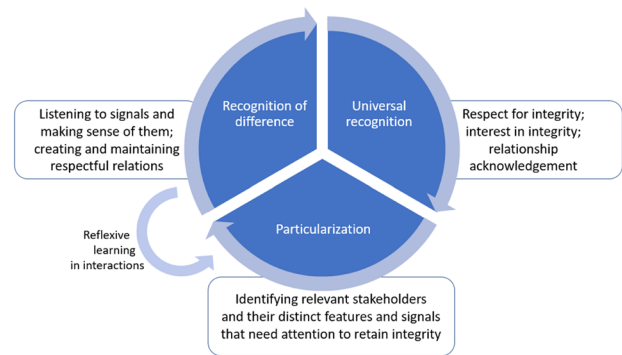 Recognition of
difference
Universal
recognition
Particularization
Listening to signals and
making sense of them;
creating and maintaining
respectful relations
Respect for integrity;
interest in integrity;
relationship
acknowledgement
Reflexive
learning
in interactions
Identifying relevant stakeholders
and their distinct features and signals
that need attention to retain integrity